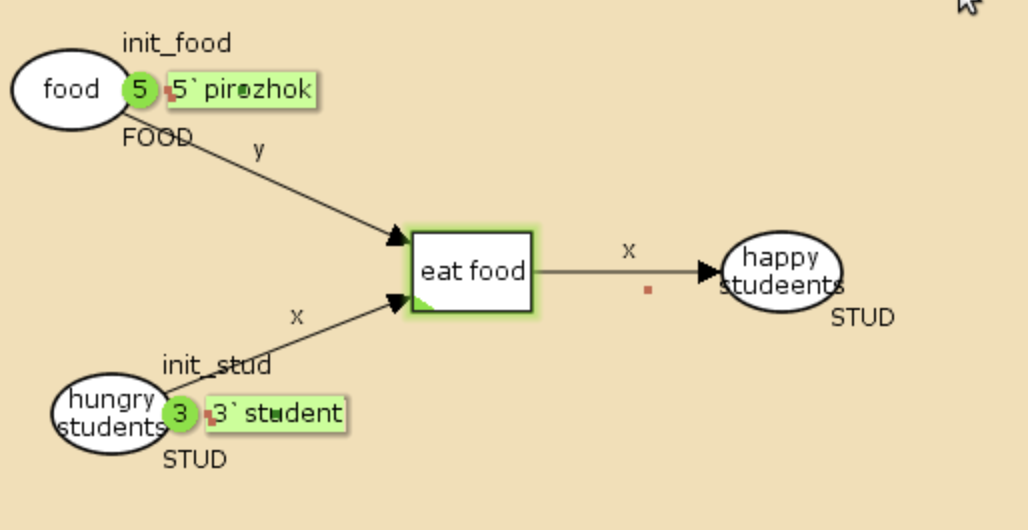 init_food
food
5
5`pirozhok
FOOD
y
eat food
x
happy
studeents
STUD
x
init_stud
hungry
students
3
3`student
STUD